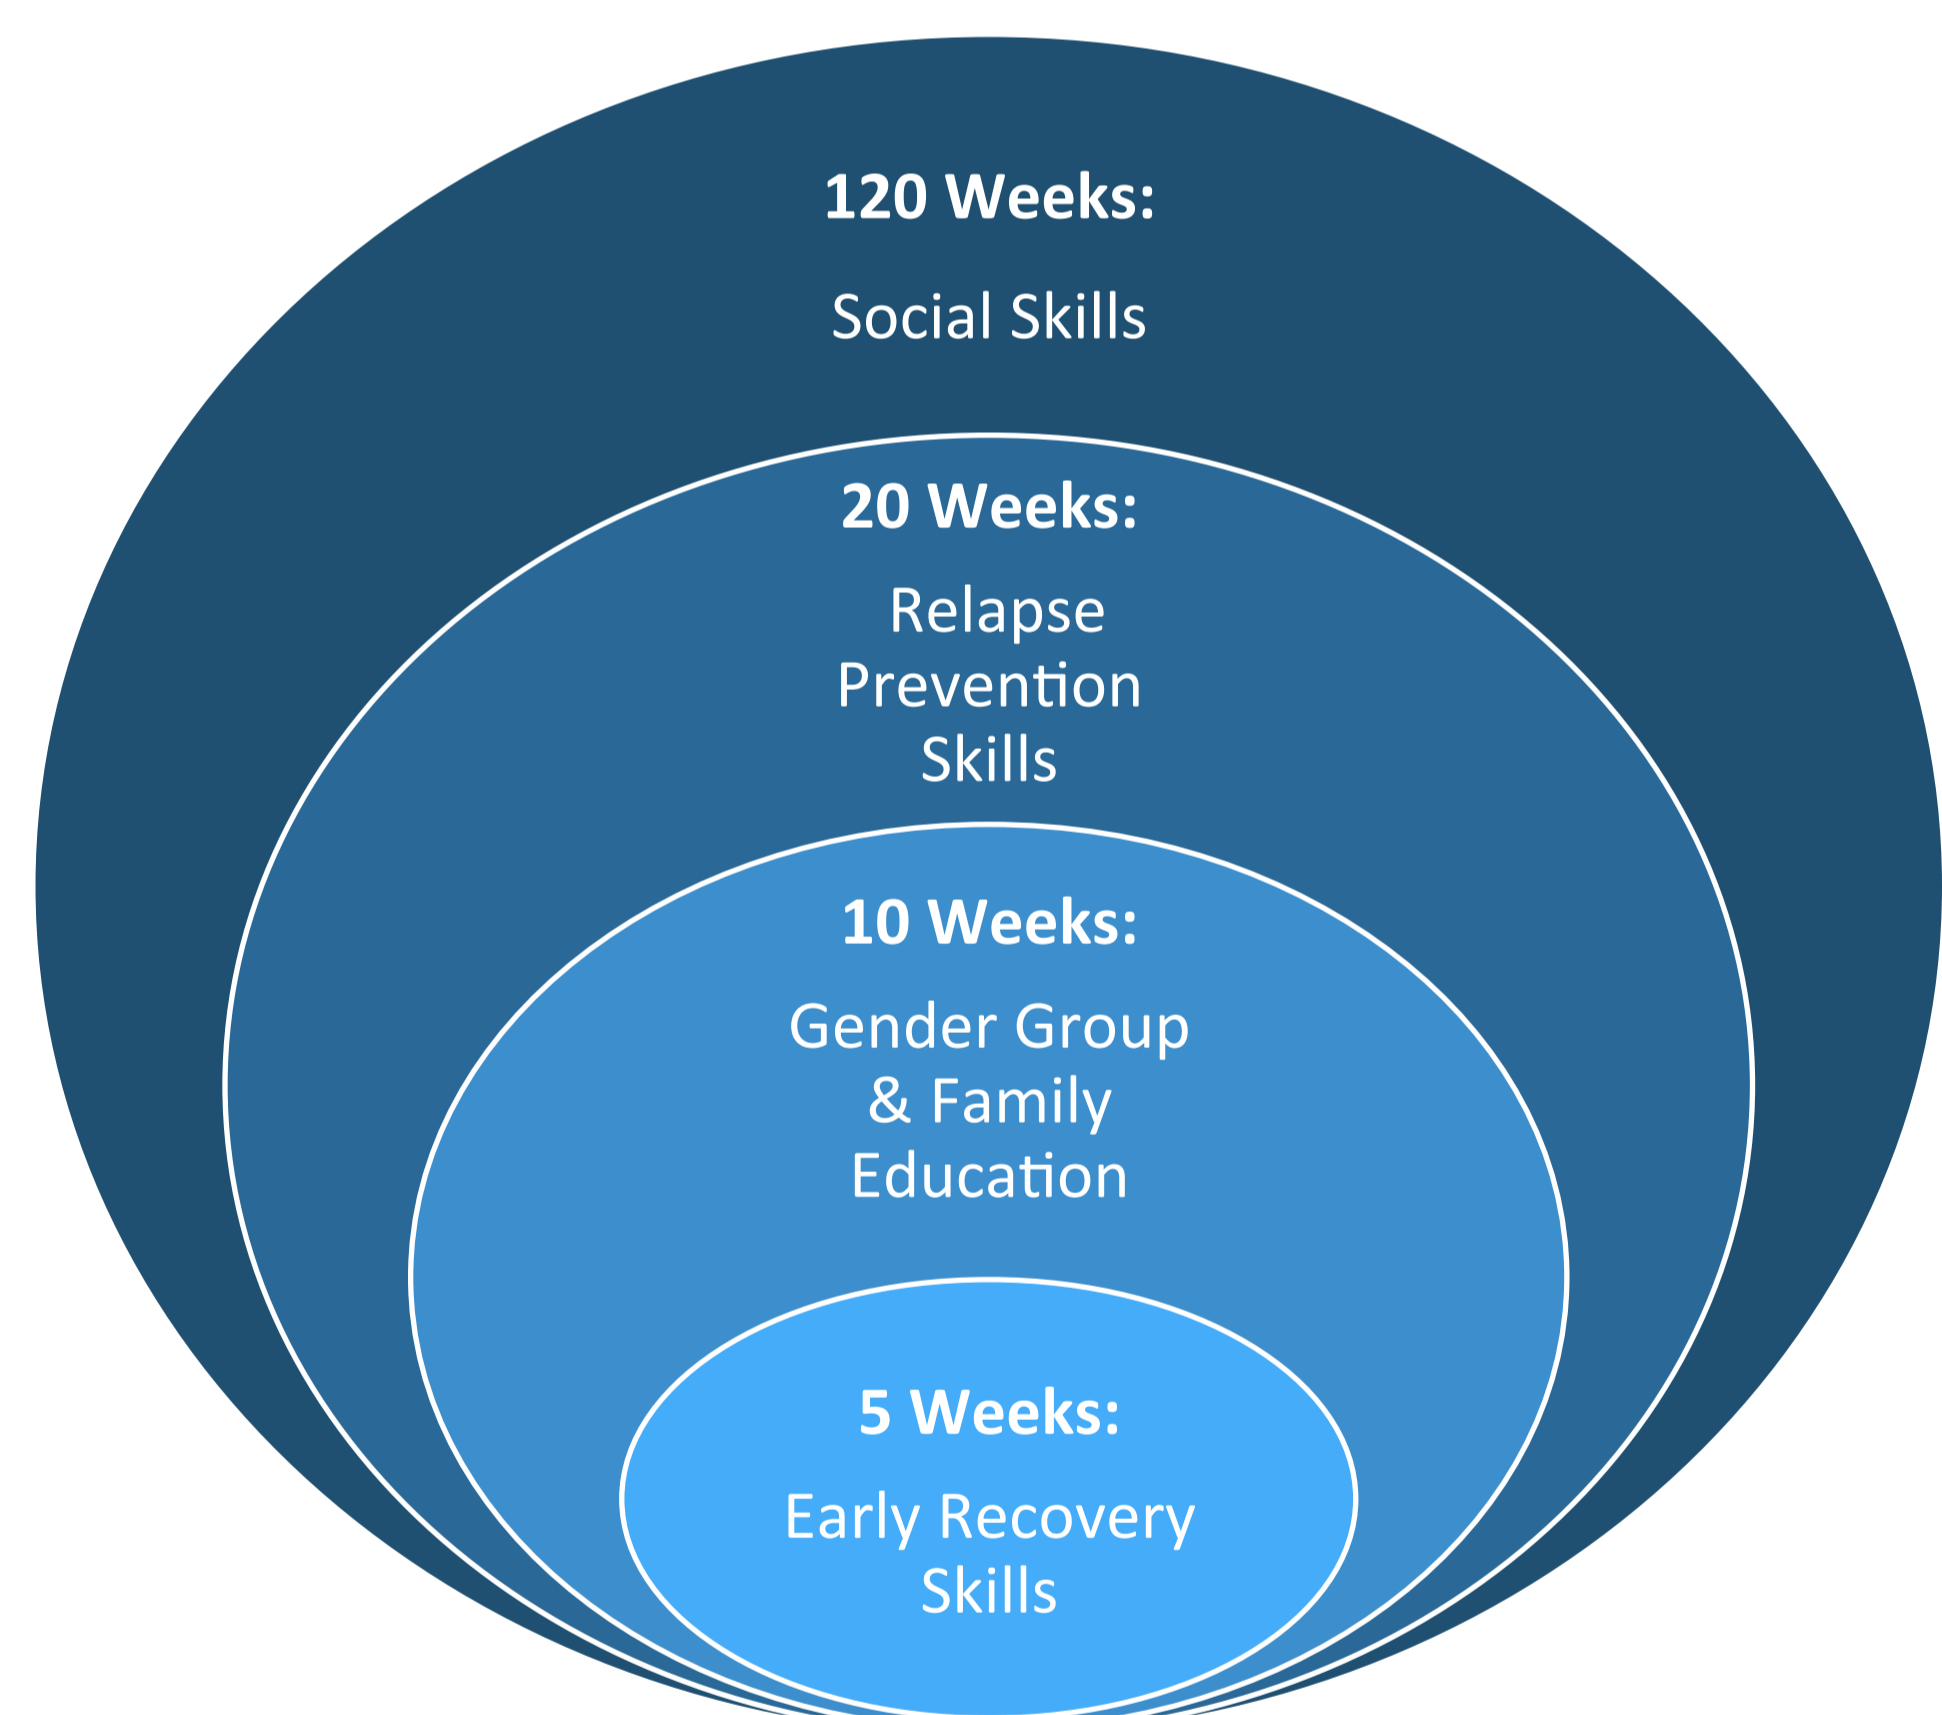 120 Weeks:
Social Skills
20 Weeks:
Relapse
Prevention
Skills
10 Weeks:
Gender Group
& Family
Education
5 Weeks:
Early Recovery
Skills